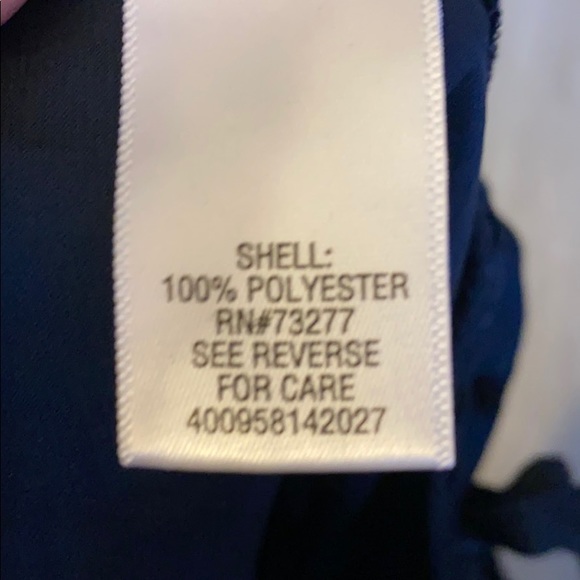 SHELL:
100% POLYESTER
RN#73277
SEE REVERSE
FOR CARE
400958142027